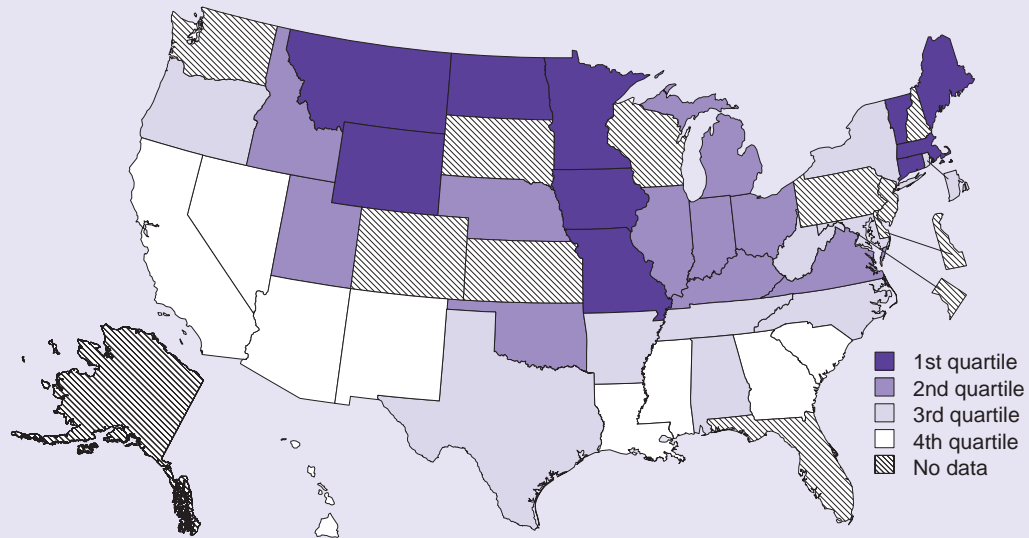 1st quartile
2nd quartile
3rd quartile
4th quartile
No data